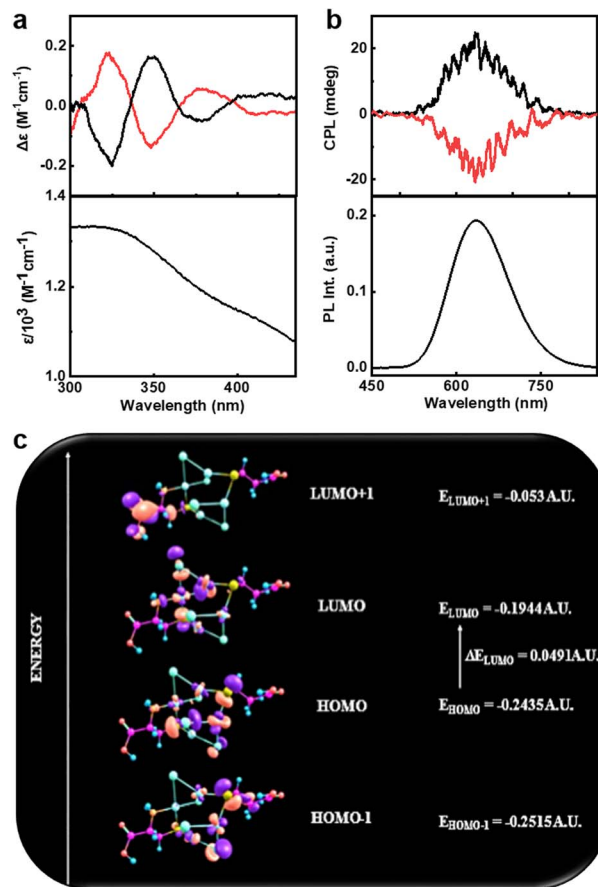 a
b
0.2
0.0
-0.2
Δε (M⁻¹cm⁻¹)
1.4
1.2
1.0
ε/10³ (M⁻¹cm⁻¹)
300
350
400
Wavelength (nm)
20
0
-20
CPL (mdeg)
0.2
0.1
0.0
PL Int. (a.u.)
450
600
750
Wavelength (nm)
c
ENERGY
LUMO+1 E_LUMO+1 = -0.053 A.U.
LUMO E_LUMO = -0.1944 A.U.
ΔE_LUMO = 0.0491A.U.
HOMO E_HOMO = -0.2435 A.U.
HOMO-1 E_HOMO-1 = -0.2515 A.U.